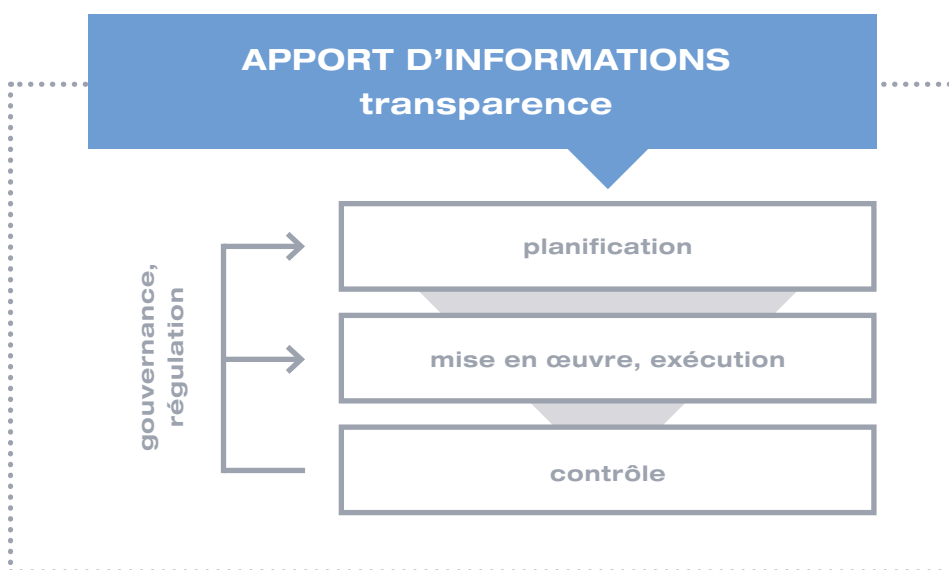 APPORT D’INFORMATIONS
transparence
planification
gouvernance,
régulation
mise en œuvre, exécution
contrôle